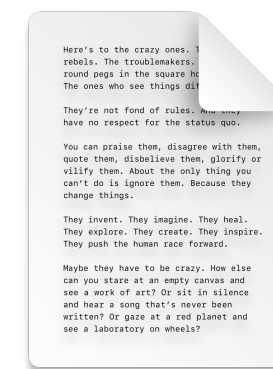 Here's to the crazy ones.
rebels. The troublemakers.
round pegs in the square
The ones who see things
They're not fond of rules. And they
have no respect for the status quo.
You can praise them, disagree with them,
quote them, disbelieve them, glorify or
vilify them. About the only thing you
can't do is ignore them. Because they
change things.
They invent. They imagine. They heal.
They explore. They create. They inspire.
They push the human race forward.
Maybe they have to be crazy. How else
can you stare at an empty canvas and
see a work of art? Or sit in silence
and hear a song that's never been
written? Or gaze at a red planet and
see a laboratory on wheels?